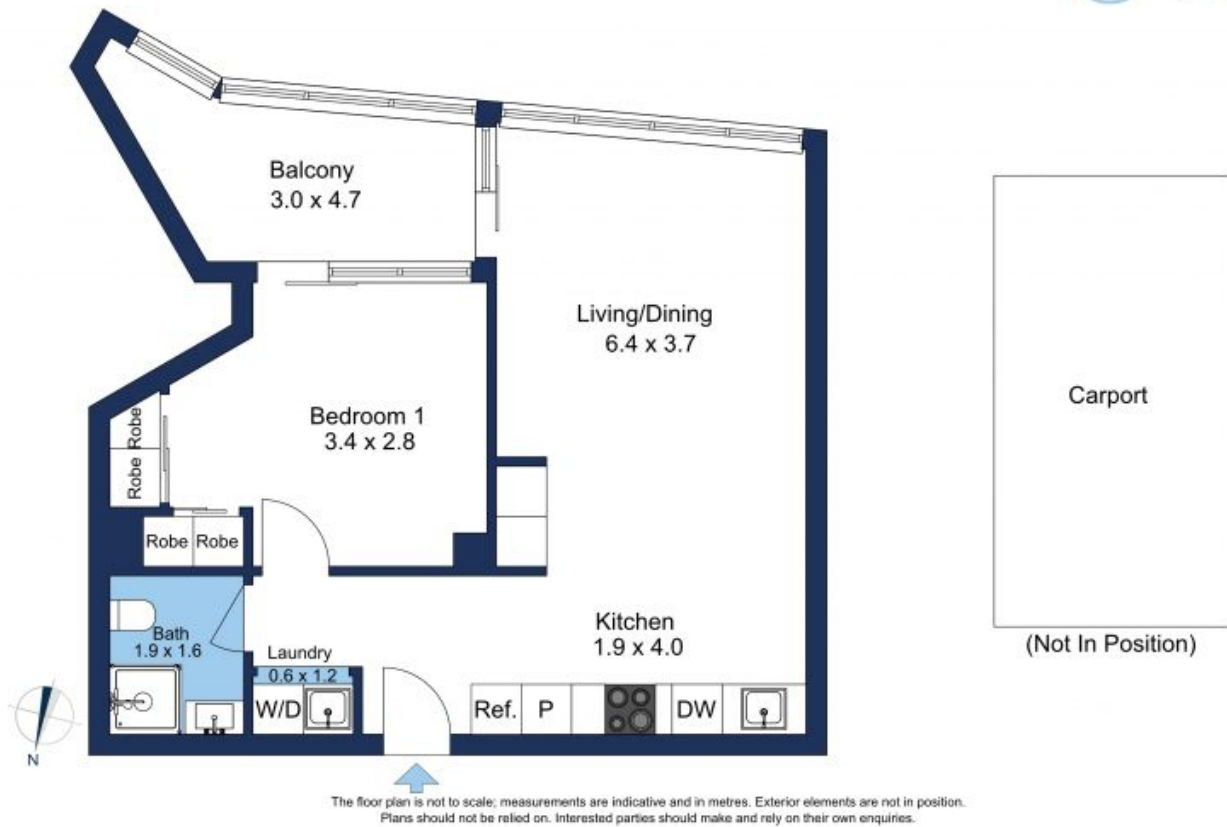 Balcony
3.0 x 4.7
Living/Dining
6.4 x 3.7
Carport
Bedroom 1
3.4 x 2.8
Robe
Robe
Robe Robe
Bath
1.9 x 1.6
Laundry
0.6 x 1.2
Kitchen
1.9 x 4.0
(Not In Position)
W/D
Ref. P DW
N
The floor plan is not to scale; measurements are indicative and in metres. Exterior elements are not in position.
Plans should not be relied on. Interested parties should make and rely on their own enquiries.